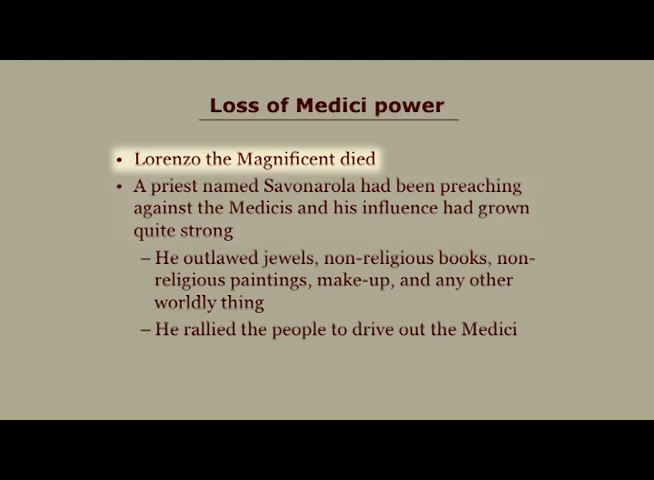 Loss of Medici power
• Lorenzo the Magnificent died
• A priest named Savonarola had been preaching
against the Medicis and his influence had grown
quite strong
– He outlawed jewels, non-religious books, non-
religious paintings, make-up, and any other
worldly thing
– He rallied the people to drive out the Medici